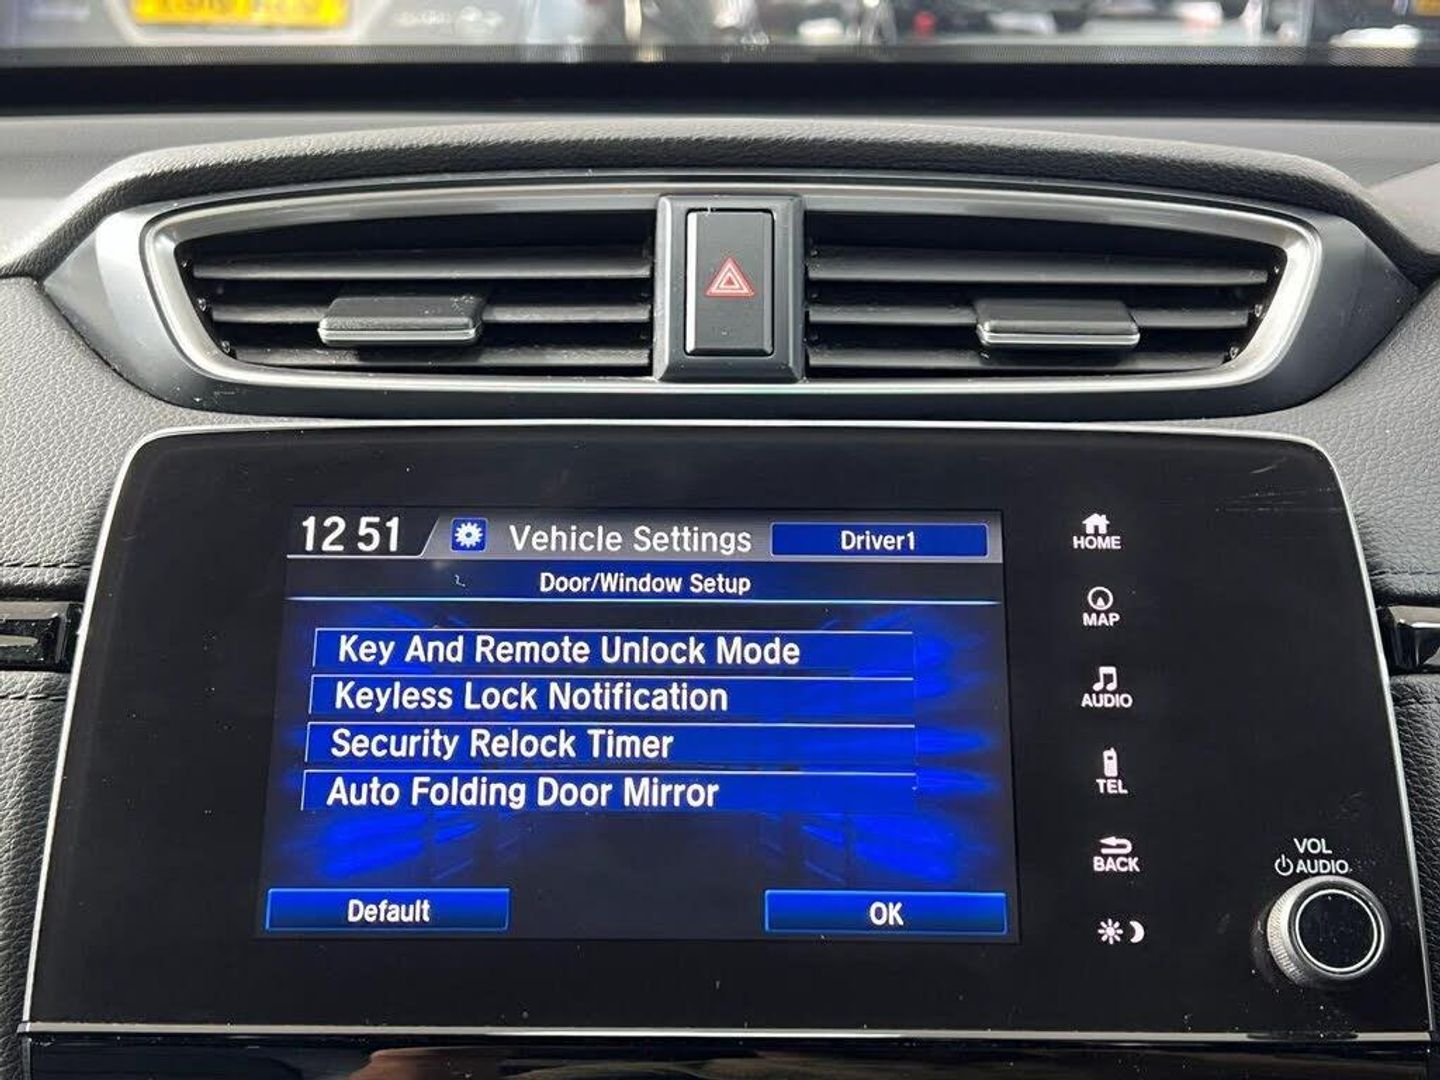 12 51 Vehicle Settings Driver1
Door/Window Setup
Key And Remote Unlock Mode
Keyless Lock Notification
Security Relock Timer
Auto Folding Door Mirror
Default OK
HOME
MAP
AUDIO
TEL
BACK
VOL
AUDIO